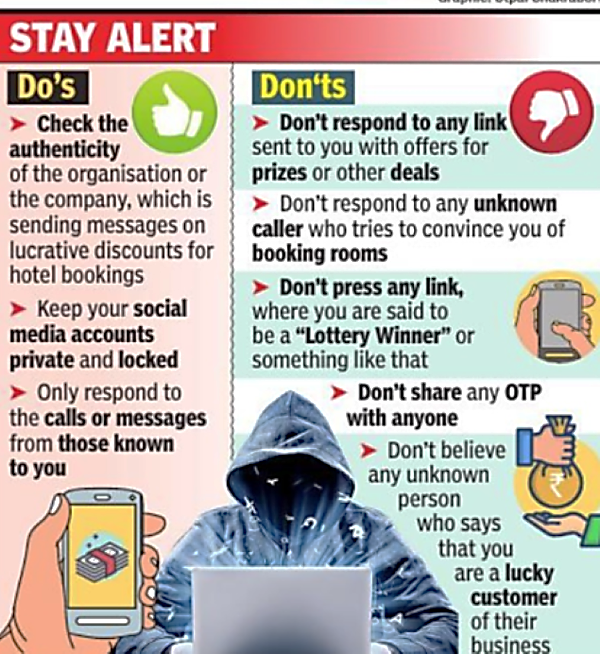 Graphic: Utpal Chakraborty
STAY ALERT
Do's
➤ Check the
authenticity
of the organisation or
the company, which is
sending messages on
lucrative discounts for
hotel bookings
➤ Keep your social
media accounts
private and locked
➤ Only respond to
the calls or messages
from those known
to you
Don‘ts
➤ Don't respond to any link
sent to you with offers for
prizes or other deals
➤ Don't respond to any unknown
caller who tries to convince you of
booking rooms
➤ Don't press any link,
where you are said to
be a “Lottery Winner” or
something like that
➤ Don't share any OTP
with anyone
➤ Don't believe
any unknown
person
who says
that you
are a lucky
customer
of their
business
₹